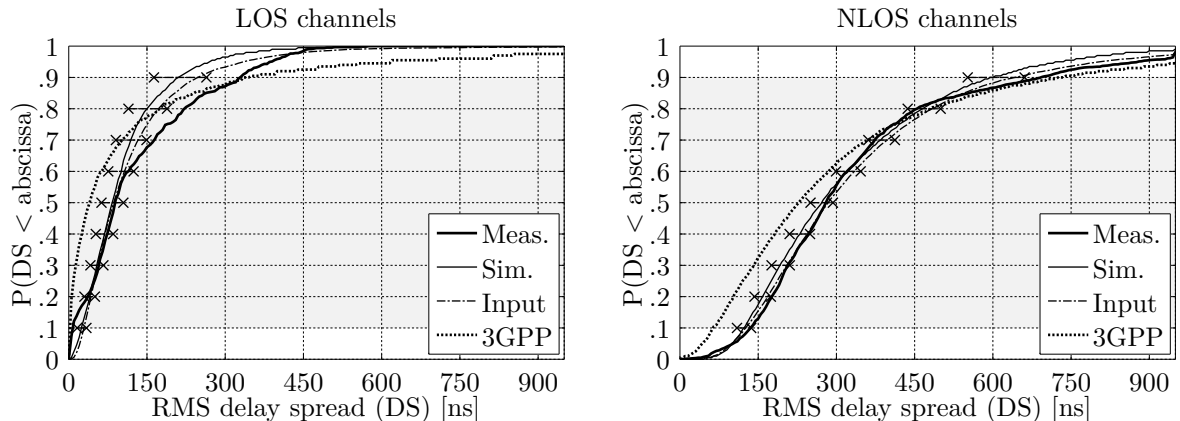 LOS channels
P(DS < abscissa)
1
.9
.8
.7
.6
.5
.4
.3
.2
.1
0
Meas.
Sim.
Input
3GPP
0 150 300 450 600 750 900
RMS delay spread (DS) [ns]
NLOS channels
P(DS < abscissa)
1
.9
.8
.7
.6
.5
.4
.3
.2
.1
0
Meas.
Sim.
Input
3GPP
0 150 300 450 600 750 900
RMS delay spread (DS) [ns]